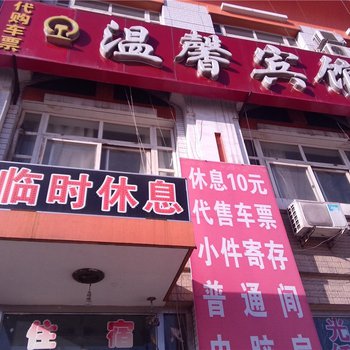 代购车票
温馨宾馆
临时休息
休息10元
代售车票
小件寄存
普通间
住宿